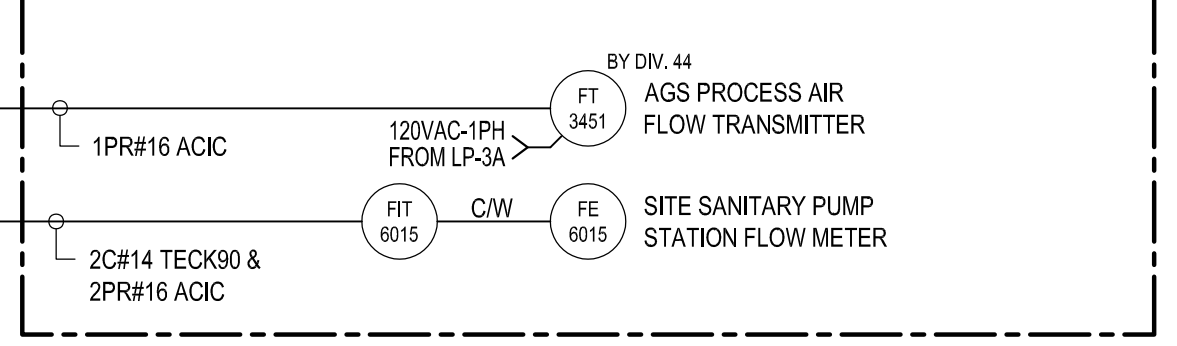 BY DIV. 44
FT
3451
AGS PROCESS AIR
FLOW TRANSMITTER
120VAC-1PH
FROM LP-3A
1PR#16 ACIC
FIT
6015
C/W
FE
6015
SITE SANITARY PUMP
STATION FLOW METER
2C#14 TECK90 &
2PR#16 ACIC